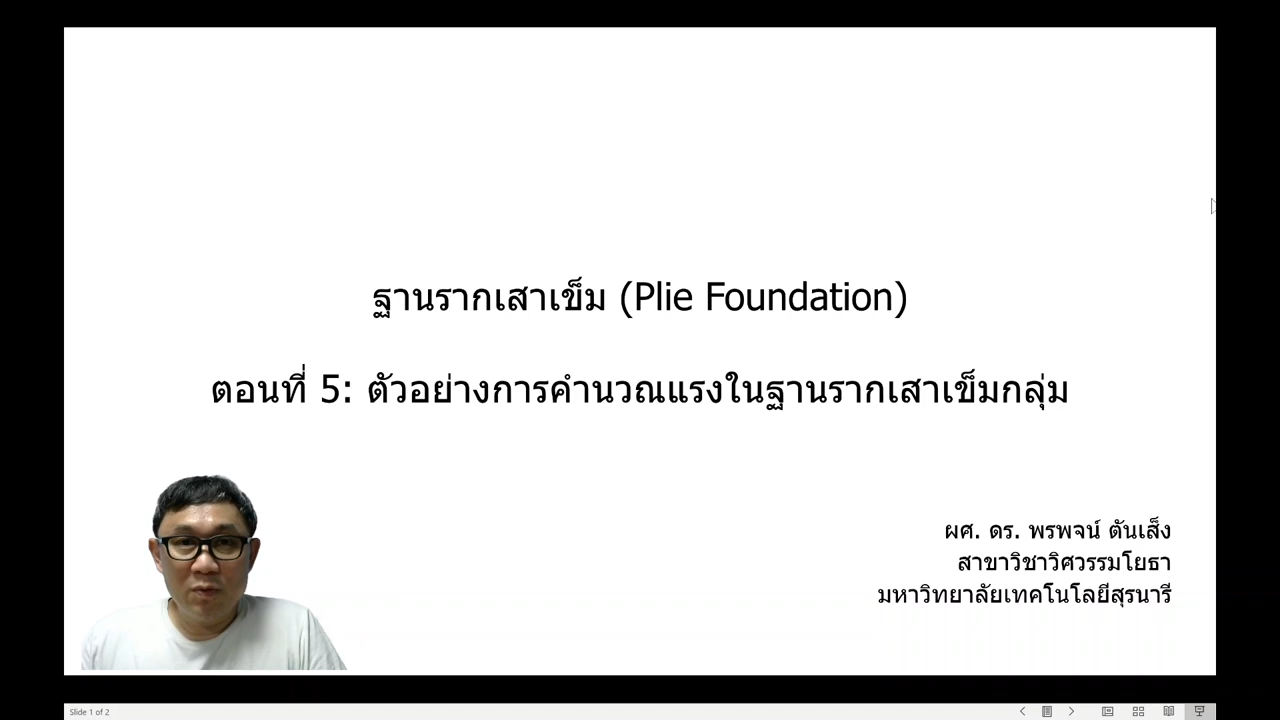 ฐานรากเสาเข็ม (Plie Foundation)
ตอนที่ 5: ตัวอย่างการคำนวณแรงในฐานรากเสาเข็มกลุ่ม
ผศ. ดร. พรพจน์ ตันเส็ง
สาขาวิชาวิศวรรมโยธา
มหาวิทยาลัยเทคโนโลยีสุรนารี
Slide 1 of 2